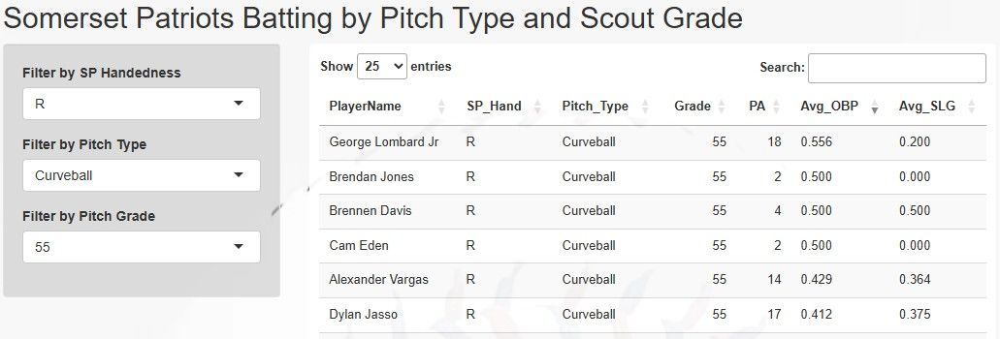 Somerset Patriots Batting by Pitch Type and Scout Grade
Filter by SP Handedness
R
Filter by Pitch Type
Curveball
Filter by Pitch Grade
55
Show 25 entries
Search:
PlayerName SP_Hand Pitch_Type Grade PA Avg_OBP Avg_SLG
George Lombard Jr R Curveball 55 18 0.556 0.200
Brendan Jones R Curveball 55 2 0.500 0.000
Brennen Davis R Curveball 55 4 0.500 0.500
Cam Eden R Curveball 55 2 0.500 0.000
Alexander Vargas R Curveball 55 14 0.429 0.364
Dylan Jasso R Curveball 55 17 0.412 0.375